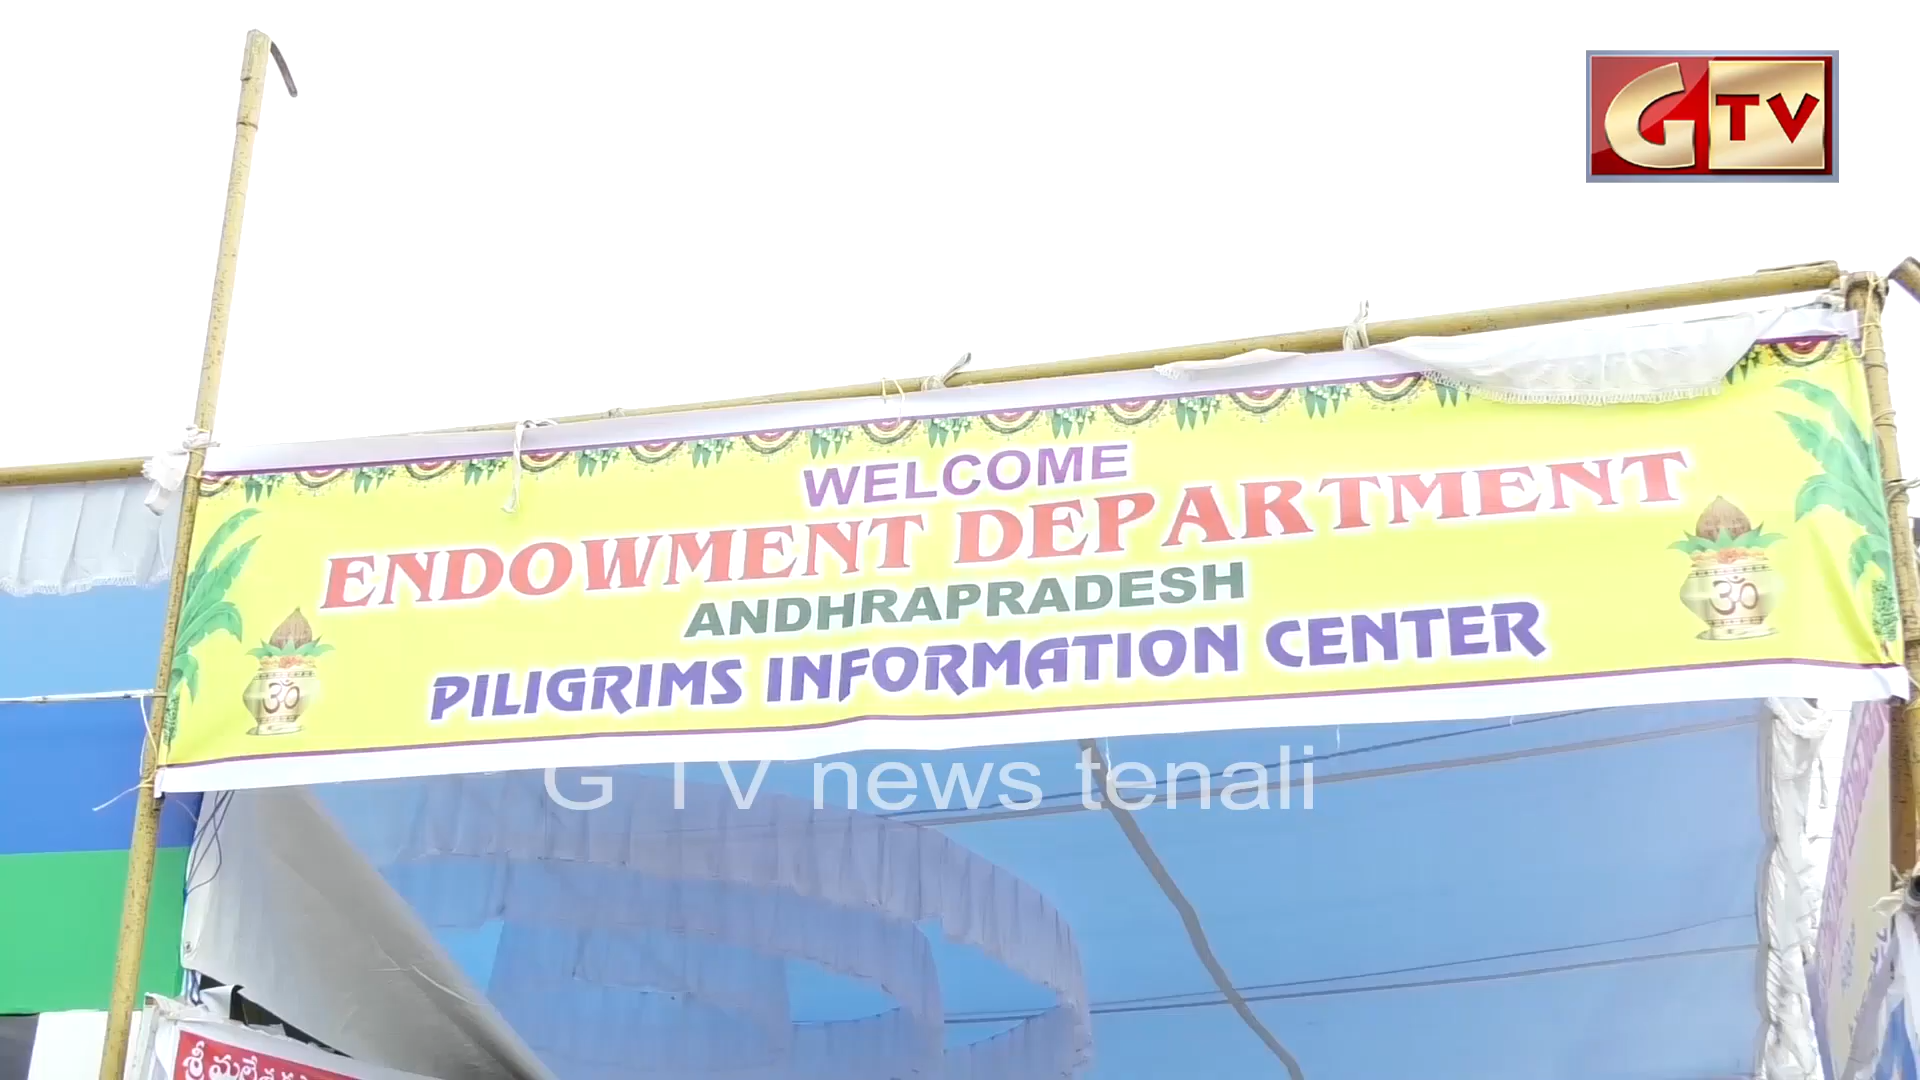 GTV
WELCOME
ENDOWMENT DEPARTMENT
ANDHRAPRADESH
PILIGRIMS INFORMATION CENTER
ॐ
ॐ
G TV news tenali
శ్రీ